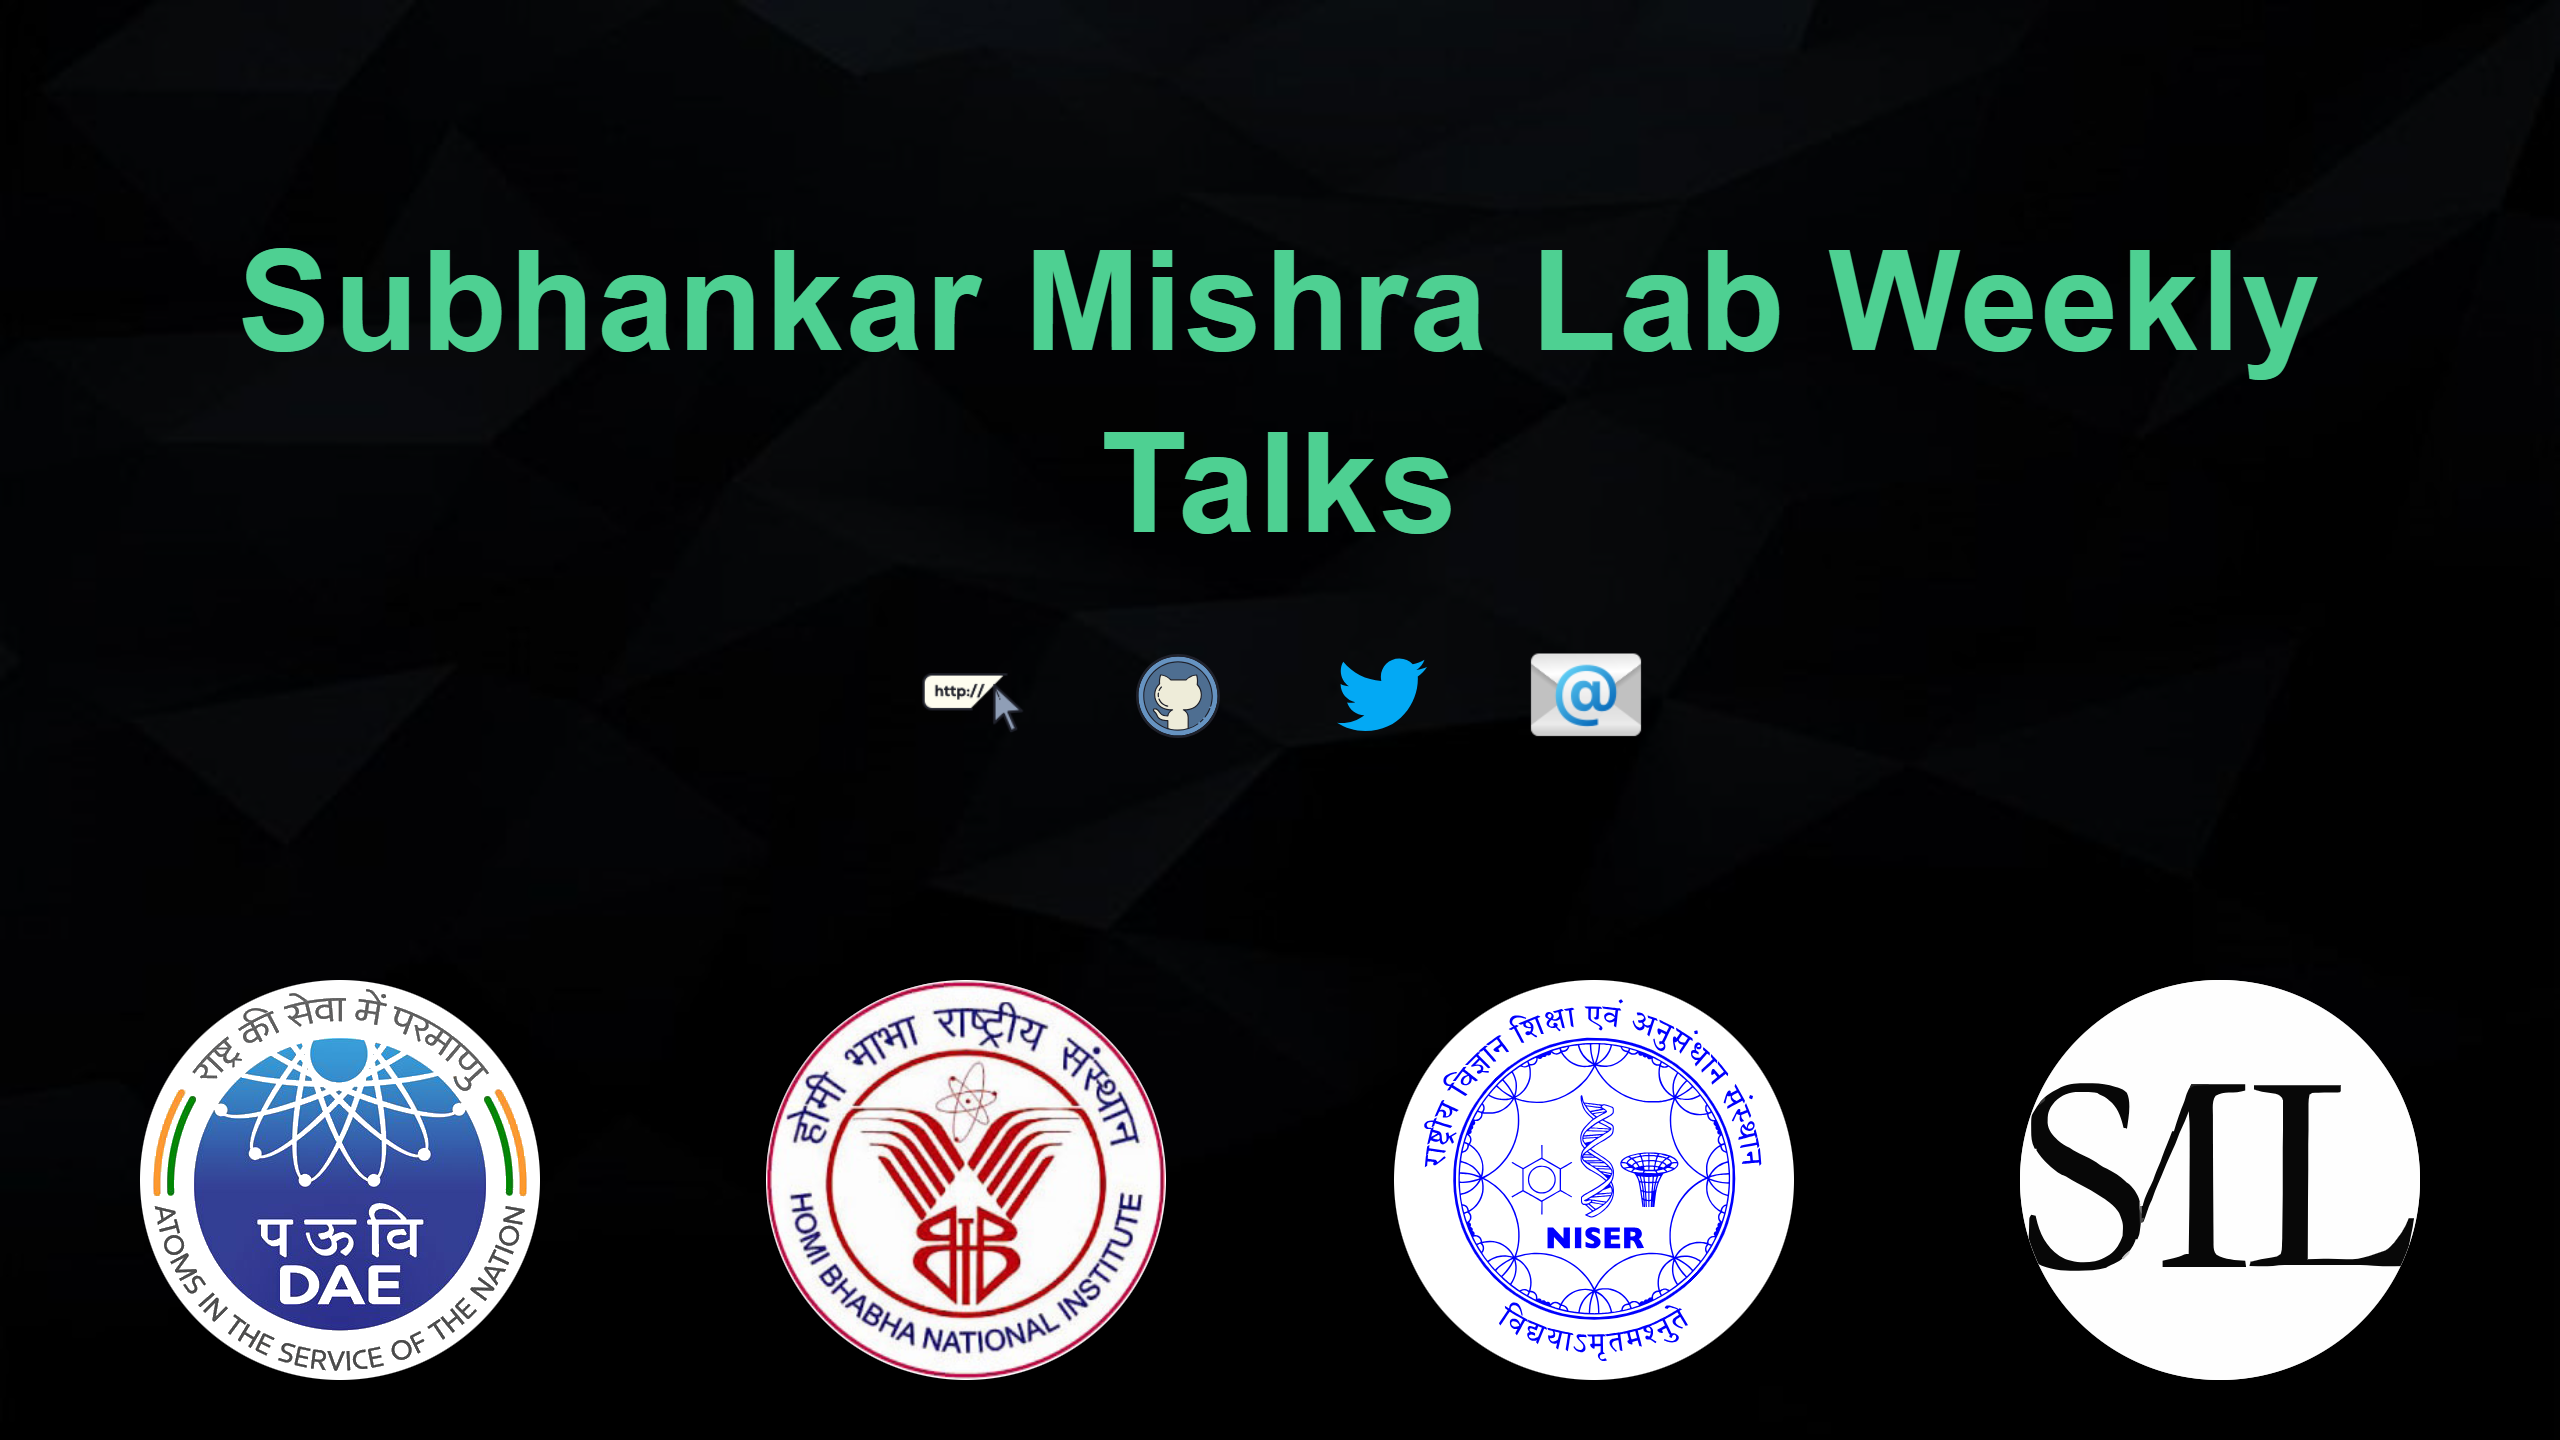 Subhankar Mishra Lab Weekly
Talks
http://
@
राष्ट्र की सेवा में परमाणु
प ऊ वि
DAE
ATOMS IN THE SERVICE OF THE NATION
होमी भाभा राष्ट्रीय संस्थान
HOMI BHABHA NATIONAL INSTITUTE
राष्ट्रीय विज्ञान शिक्षा एवं अनुसंधान संस्थान
NISER
विद्ययाऽमृतमश्नुते
SML